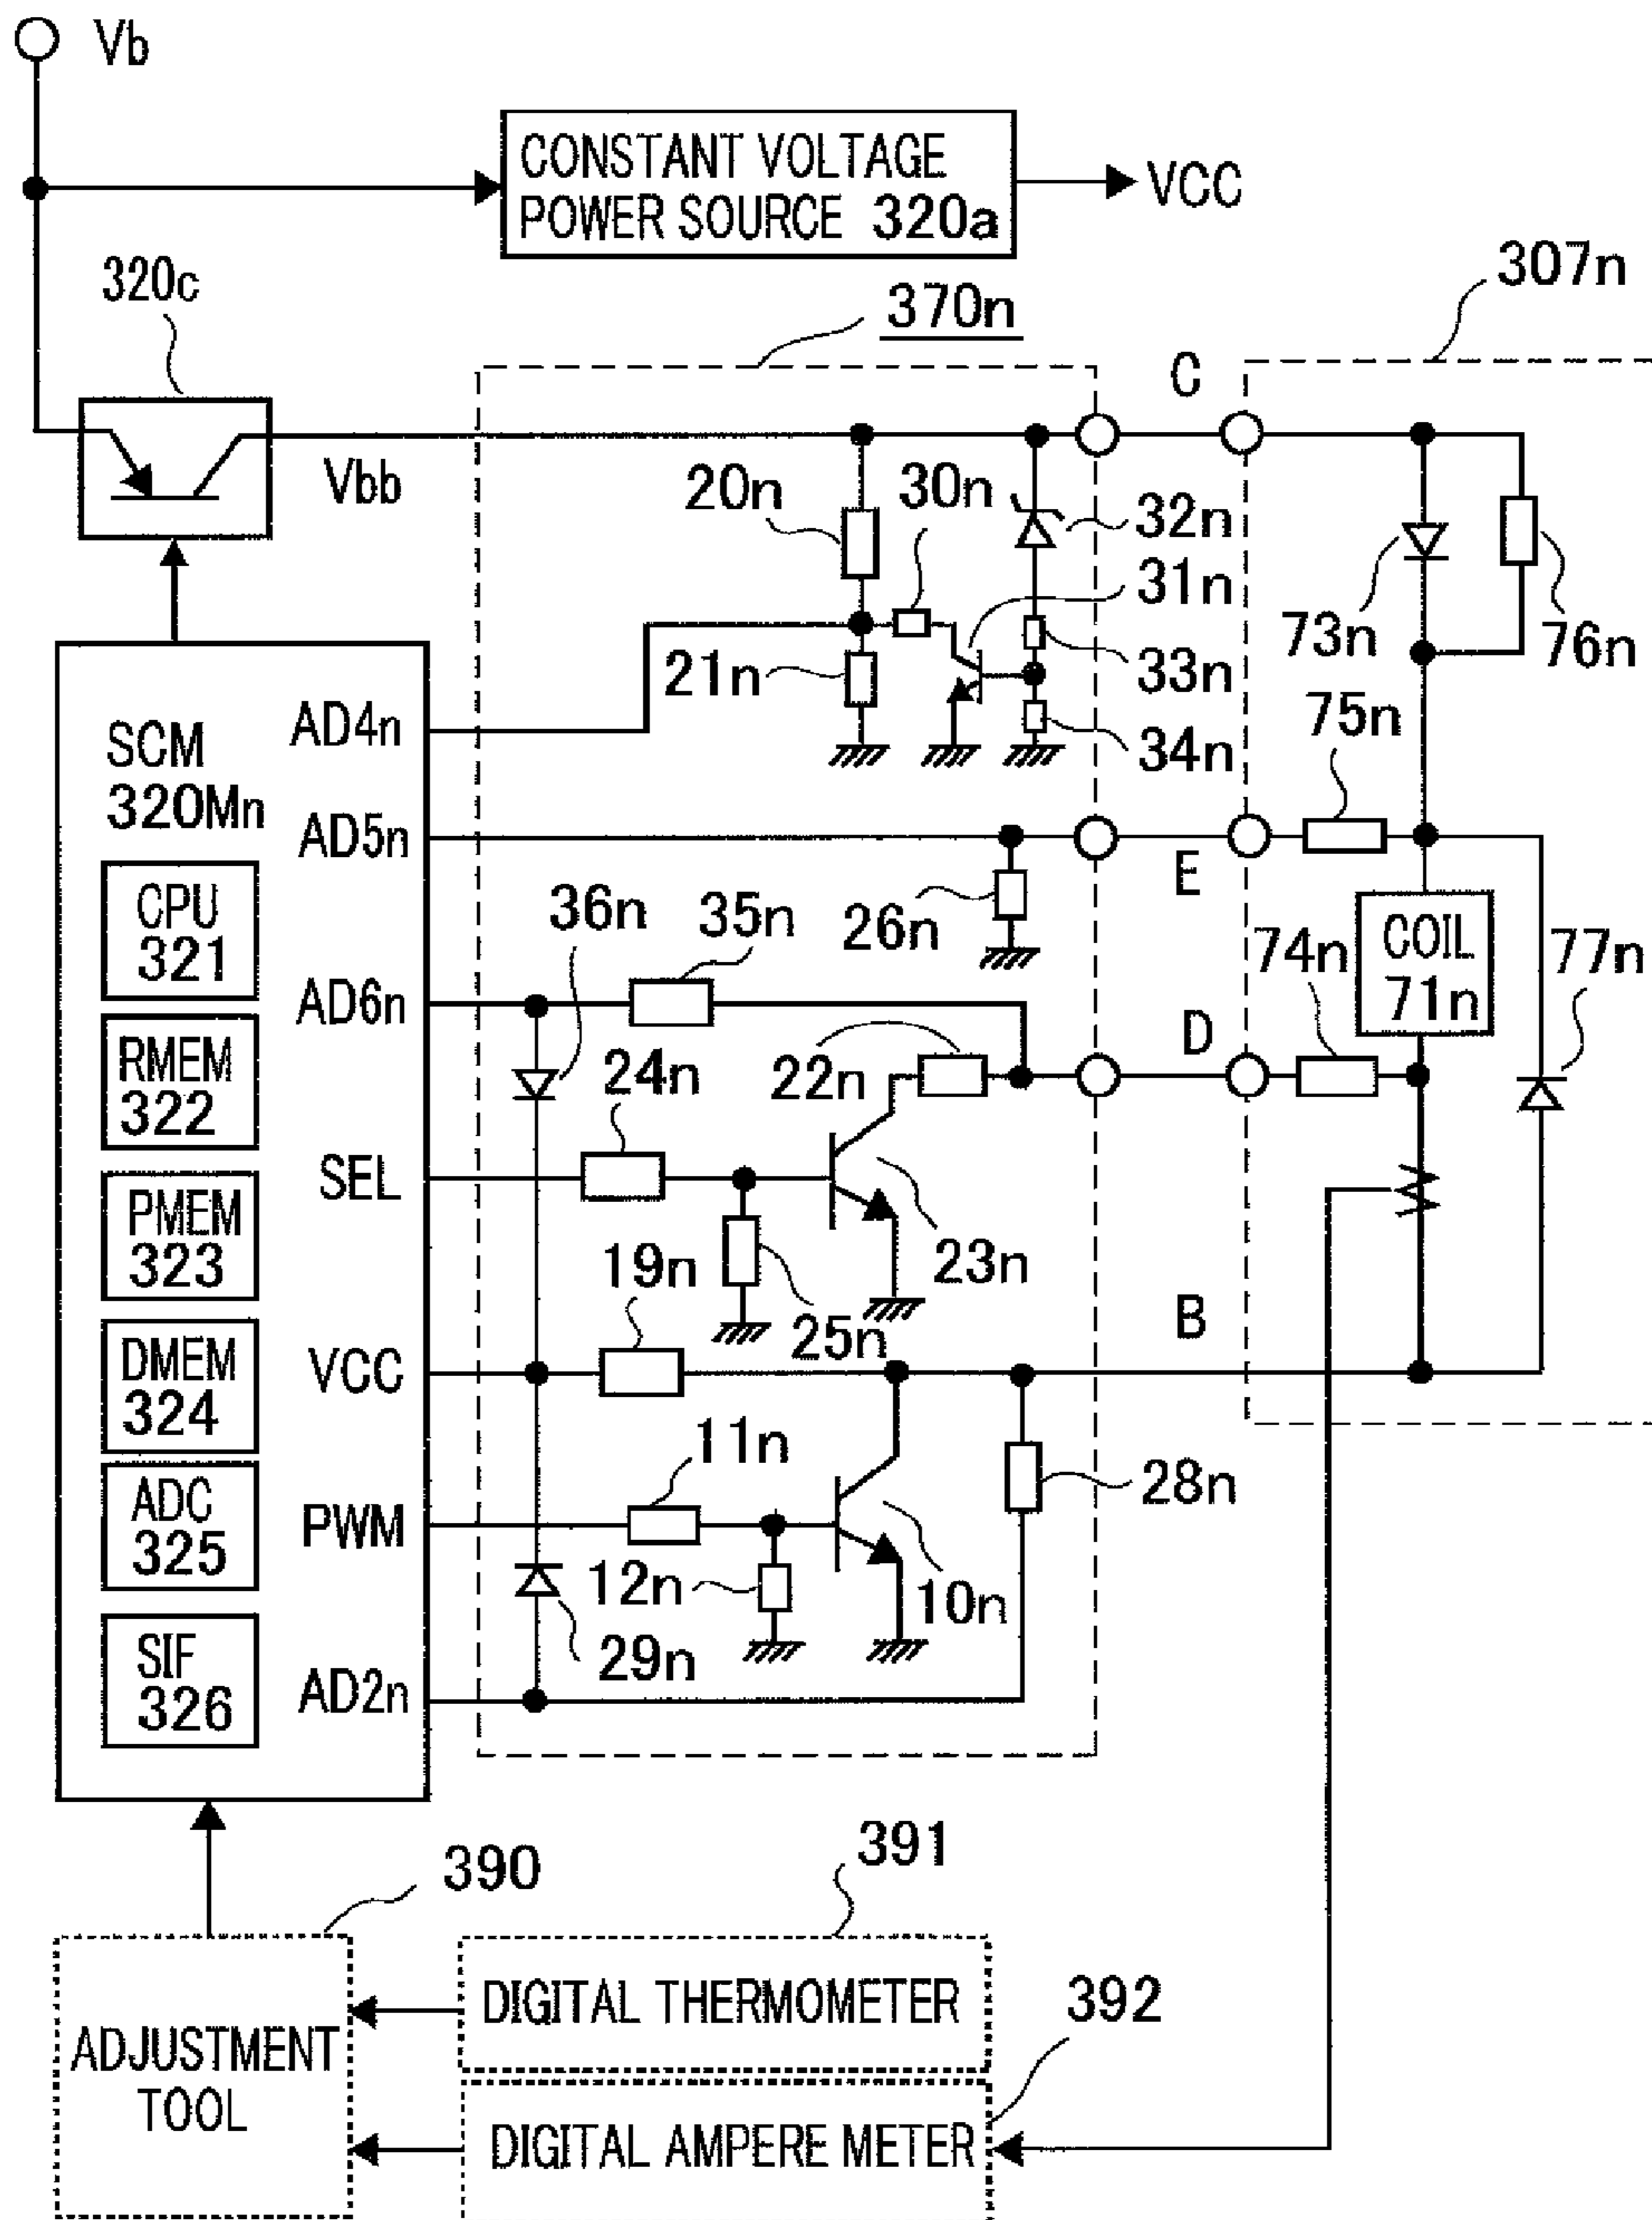 Vb
CONSTANT VOLTAGE
POWER SOURCE 320a
VCC
320c
370n
307n
C
Vbb
20n
30n
32n
31n
73n
76n
21n
33n
75n
34n
SCM
320Mn
AD4n
AD5n
E
CPU
321
36n
35n
26n
74n
COIL
71n
77n
AD6n
D
RMEM
322
24n
22n
SEL
PMEM
323
19n
23n
25n
B
DMEM
324
VCC
11n
28n
ADC
325
PWM
12n
10n
SIF
326
29n
AD2n
390
391
DIGITAL THERMOMETER
392
ADJUSTMENT
TOOL
DIGITAL AMPERE METER